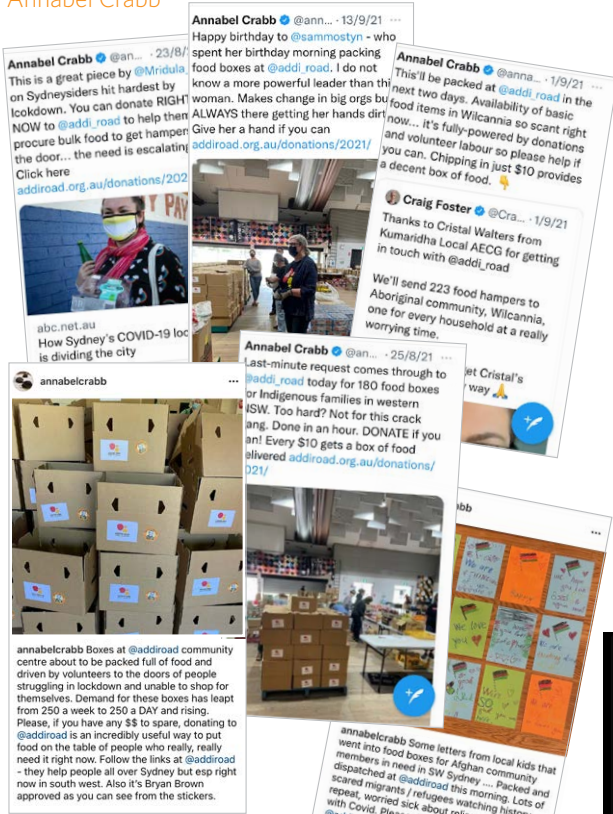 Annabel Crabb
Annabel Crabb @an... · 23/8/
This is a great piece by @Mridula_
on Sydneysiders hit hardest by
lcokdown. You can donate RIGHT
NOW to @addi_road to help them
procure bulk food to get hampers
the door... the need is escalating
Click here
addiroad.org.au/donations/202
PAY
abc.net.au
How Sydney's COVID-19 loc
is dividing the city
Annabel Crabb @ann... · 13/9/21 ...
Happy birthday to @sammostyn - who
spent her birthday morning packing
food boxes at @addi_road. I do not
know a more powerful leader than thi
woman. Makes change in big orgs bu
ALWAYS there getting her hands dirt
Give her a hand if you can
addiroad.org.au/donations/2021/
Annabel Crabb @anna... · 1/9/21 ...
This'll be packed at @addi_road in the
next two days. Availability of basic
food items in Wilcannia so scant right
now... it's fully-powered by donations
and volunteer labour so please help if
you can. Chipping in just $10 provides
a decent box of food. 👇
Craig Foster @Cra... · 1/9/21
Thanks to Cristal Walters from
Kumaridha Local AECG for getting
in touch with @addi_road
We'll send 223 food hampers to
Aboriginal community, Wilcannia,
one for every household at a really
worrying time.
et Cristal's
way 🙏
Annabel Crabb @an... · 25/8/21 ...
Last-minute request comes through to
@addi_road today for 180 food boxes
or Indigenous families in western
NSW. Too hard? Not for this crack
ang. Done in an hour. DONATE if you
an! Every $10 gets a box of food
elivered addiroad.org.au/donations/
021/
annabelcrabb ...
annabelcrabb Boxes at @addiroad community
centre about to be packed full of food and
driven by volunteers to the doors of people
struggling in lockdown and unable to shop for
themselves. Demand for these boxes has leapt
from 250 a week to 250 a DAY and rising.
Please, if you have any $$ to spare, donating to
@addiroad is an incredibly useful way to put
food on the table of people who really, really
need it right now. Follow the links at @addiroad
- they help people all over Sydney but esp right
now in south west. Also it's Bryan Brown
approved as you can see from the stickers.
bb ...
annabelcrabb Some letters from local kids that
went into food boxes for Afghan community
members in need in SW Sydney .... Packed and
dispatched at @addiroad this morning. Lots of
scared migrants / refugees watching histor
repeat, worried sick about reli
with Covid. Pleas